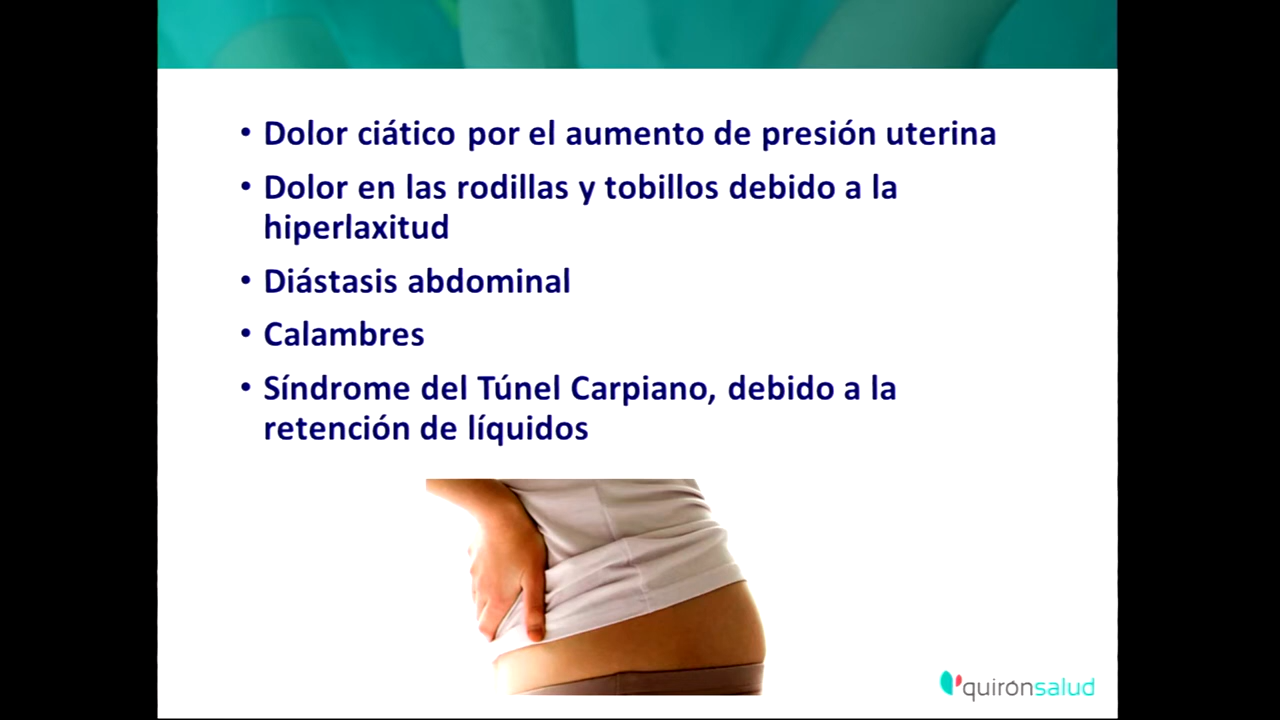 • Dolor ciático por el aumento de presión uterina
• Dolor en las rodillas y tobillos debido a la
hiperlaxitud
• Diástasis abdominal
• Calambres
• Síndrome del Túnel Carpiano, debido a la
retención de líquidos
quirónsalud